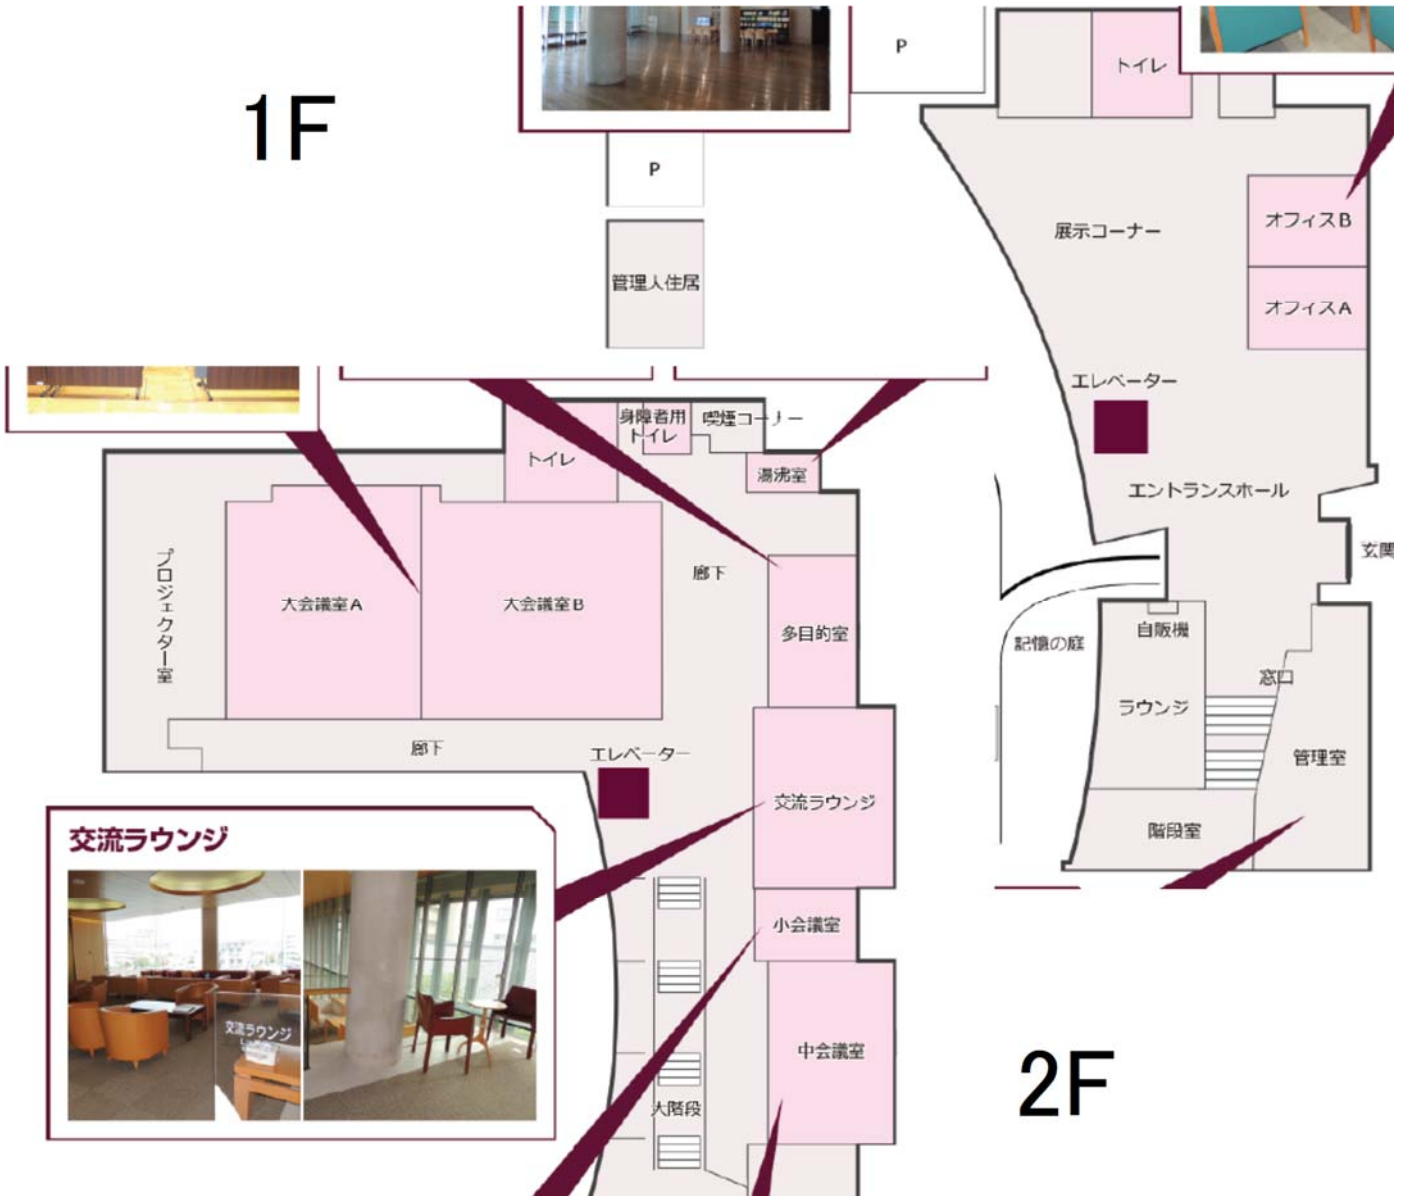 1F
P
トイレ
P
展示コーナー
オフィスB
管理人住居
オフィスA
エレベーター
エントランスホール
玄関
自販機
記憶の庭
窓口
ラウンジ
管理室
階段室
身障者用
トイレ
喫煙コーナー
トイレ
湯沸室
プロジェクター室
大会議室A
大会議室B
廊下
多目的室
廊下
エレベーター
交流ラウンジ
交流ラウンジ
交流ラウンジ
小会議室
中会議室
大階段
2F